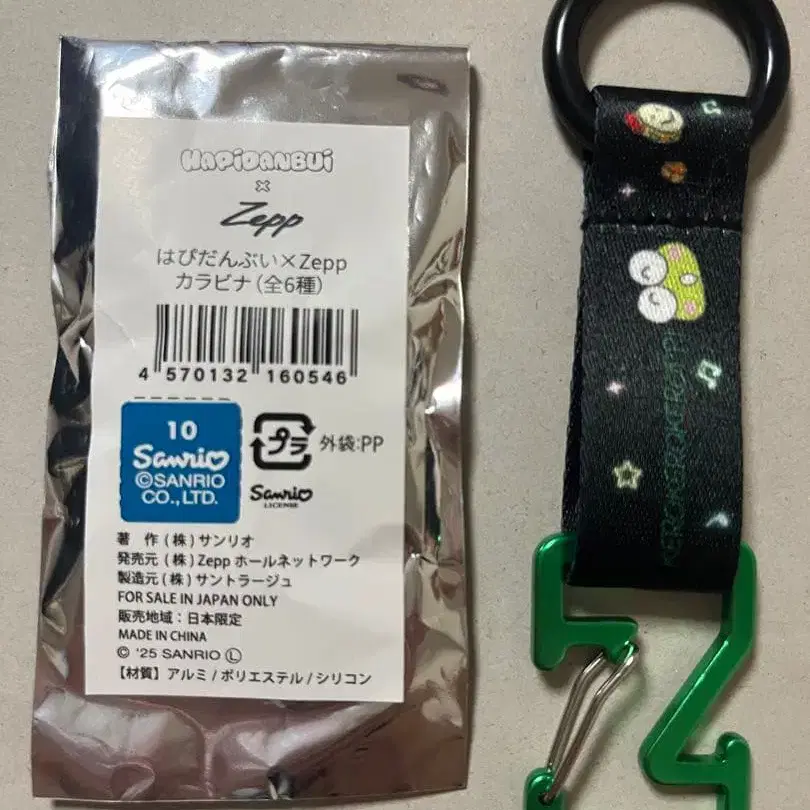 HAPiDANBUi
×
Zepp
はぴだんぶい×Zepp
カラビナ(全6種)
4 570132 160546
10
Sanrio
©SANRIO
CO.,LTD.
プラ
外袋:PP
Sanrio
LICENSE
著 作(株)サンリオ
発売元(株)Zepp ホールネットワーク
製造元(株)サントラージュ
FOR SALE IN JAPAN ONLY
販売地域:日本限定
MADE IN CHINA
© '25 SANRIO Ⓛ
【材質】アルミ/ポリエステル/シリコン
KEROKEROKEROPPI